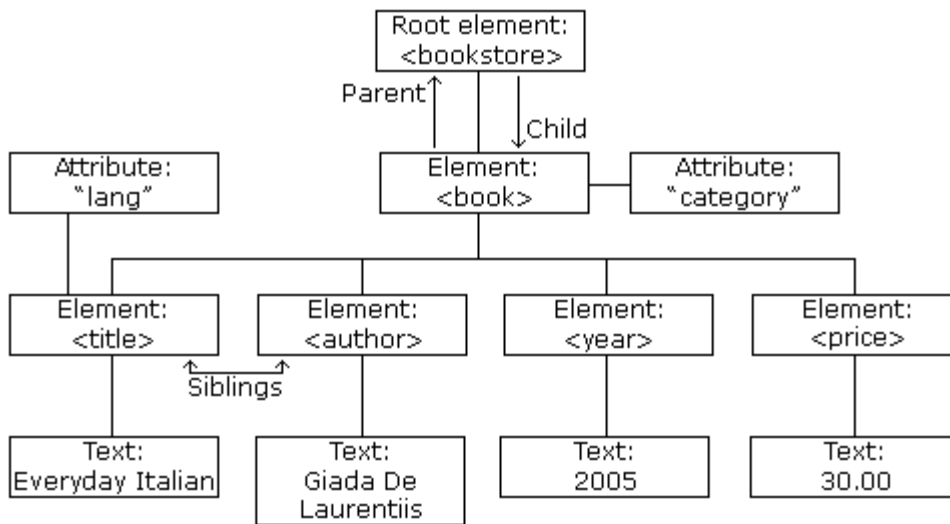 Root element:
<bookstore>
Parent
Child
Attribute:
“lang”
Element:
<book>
Attribute:
“category”
Element:
<title>
Element:
<author>
Element:
<year>
Element:
<price>
Siblings
Text:
Everyday Italian
Text:
Giada De
Laurentiis
Text:
2005
Text:
30.00